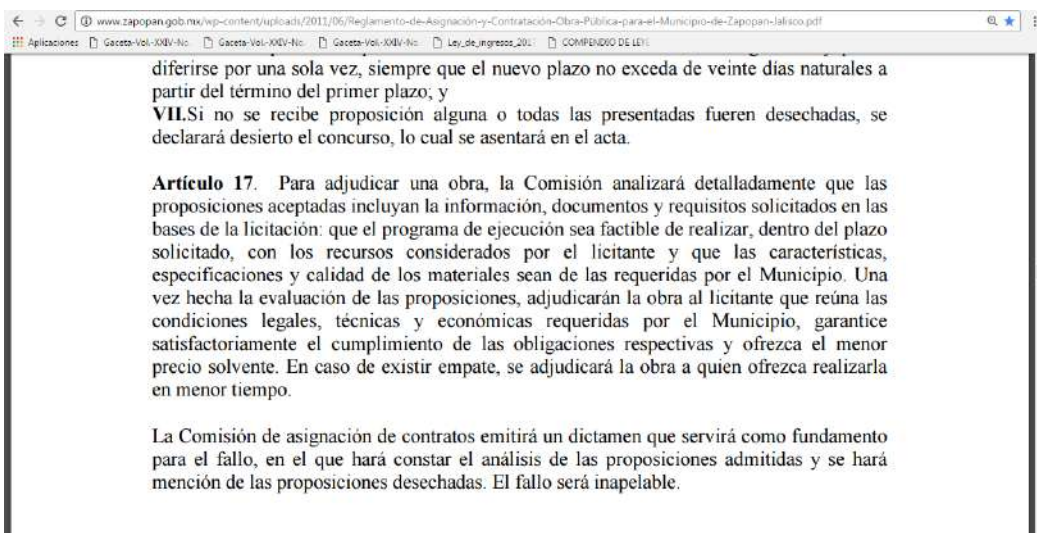 www.zapopan.gob.mx/wp-content/uploads/2011/06/Reglamento-de-Asignación-y-Contratación-Obra-Pública-para-el-Municipio-de-Zapopan-Jalisco.pdf
Aplicaciones Gaceta-Vol.-XXIV-No. Gaceta-Vol.-XXIV-No. Gaceta-Vol.-XXIV-No. Ley_de_ingresos_201 COMPENDIO DE LEYE
diferirse por una sola vez, siempre que el nuevo plazo no exceda de veinte días naturales a
partir del término del primer plazo; y
VII.Si no se recibe proposición alguna o todas las presentadas fueren desechadas, se
declarará desierto el concurso, lo cual se asentará en el acta.
Artículo 17. Para adjudicar una obra, la Comisión analizará detalladamente que las
proposiciones aceptadas incluyan la información, documentos y requisitos solicitados en las
bases de la licitación: que el programa de ejecución sea factible de realizar, dentro del plazo
solicitado, con los recursos considerados por el licitante y que las características,
especificaciones y calidad de los materiales sean de las requeridas por el Municipio. Una
vez hecha la evaluación de las proposiciones, adjudicarán la obra al licitante que reúna las
condiciones legales, técnicas y económicas requeridas por el Municipio, garantice
satisfactoriamente el cumplimiento de las obligaciones respectivas y ofrezca el menor
precio solvente. En caso de existir empate, se adjudicará la obra a quien ofrezca realizarla
en menor tiempo.
La Comisión de asignación de contratos emitirá un dictamen que servirá como fundamento
para el fallo, en el que hará constar el análisis de las proposiciones admitidas y se hará
mención de las proposiciones desechadas. El fallo será inapelable.